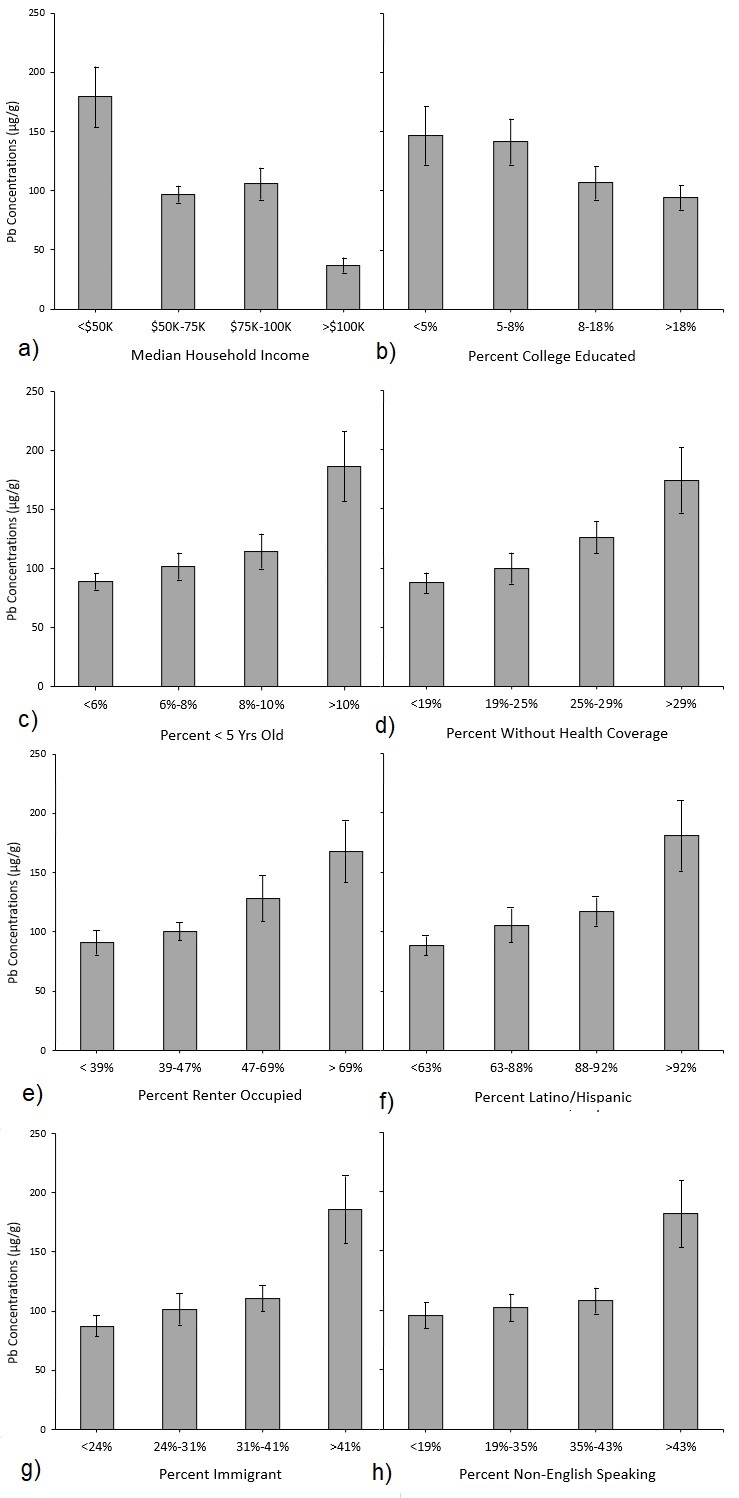 250
200
150
100
50
0
Pb Concentrations (µg/g)
<$50K $50K-75K $75K-100K >$100K <5% 5-8% 8-18% >18%
a) Median Household Income b) Percent College Educated
250
200
150
100
50
0
Pb Concentrations (µg/g)
<6% 6%-8% 8%-10% >10% <19% 19%-25% 25%-29% >29%
c) Percent < 5 Yrs Old d) Percent Without Health Coverage
250
200
150
100
50
0
Pb Concentrations (µg/g)
< 39% 39-47% 47-69% > 69% <63% 63-88% 88-92% >92%
e) Percent Renter Occupied f) Percent Latino/Hispanic
250
200
150
100
50
0
Pb Concentrations (µg/g)
<24% 24%-31% 31%-41% >41% <19% 19%-35% 35%-43% >43%
g) Percent Immigrant h) Percent Non-English Speaking